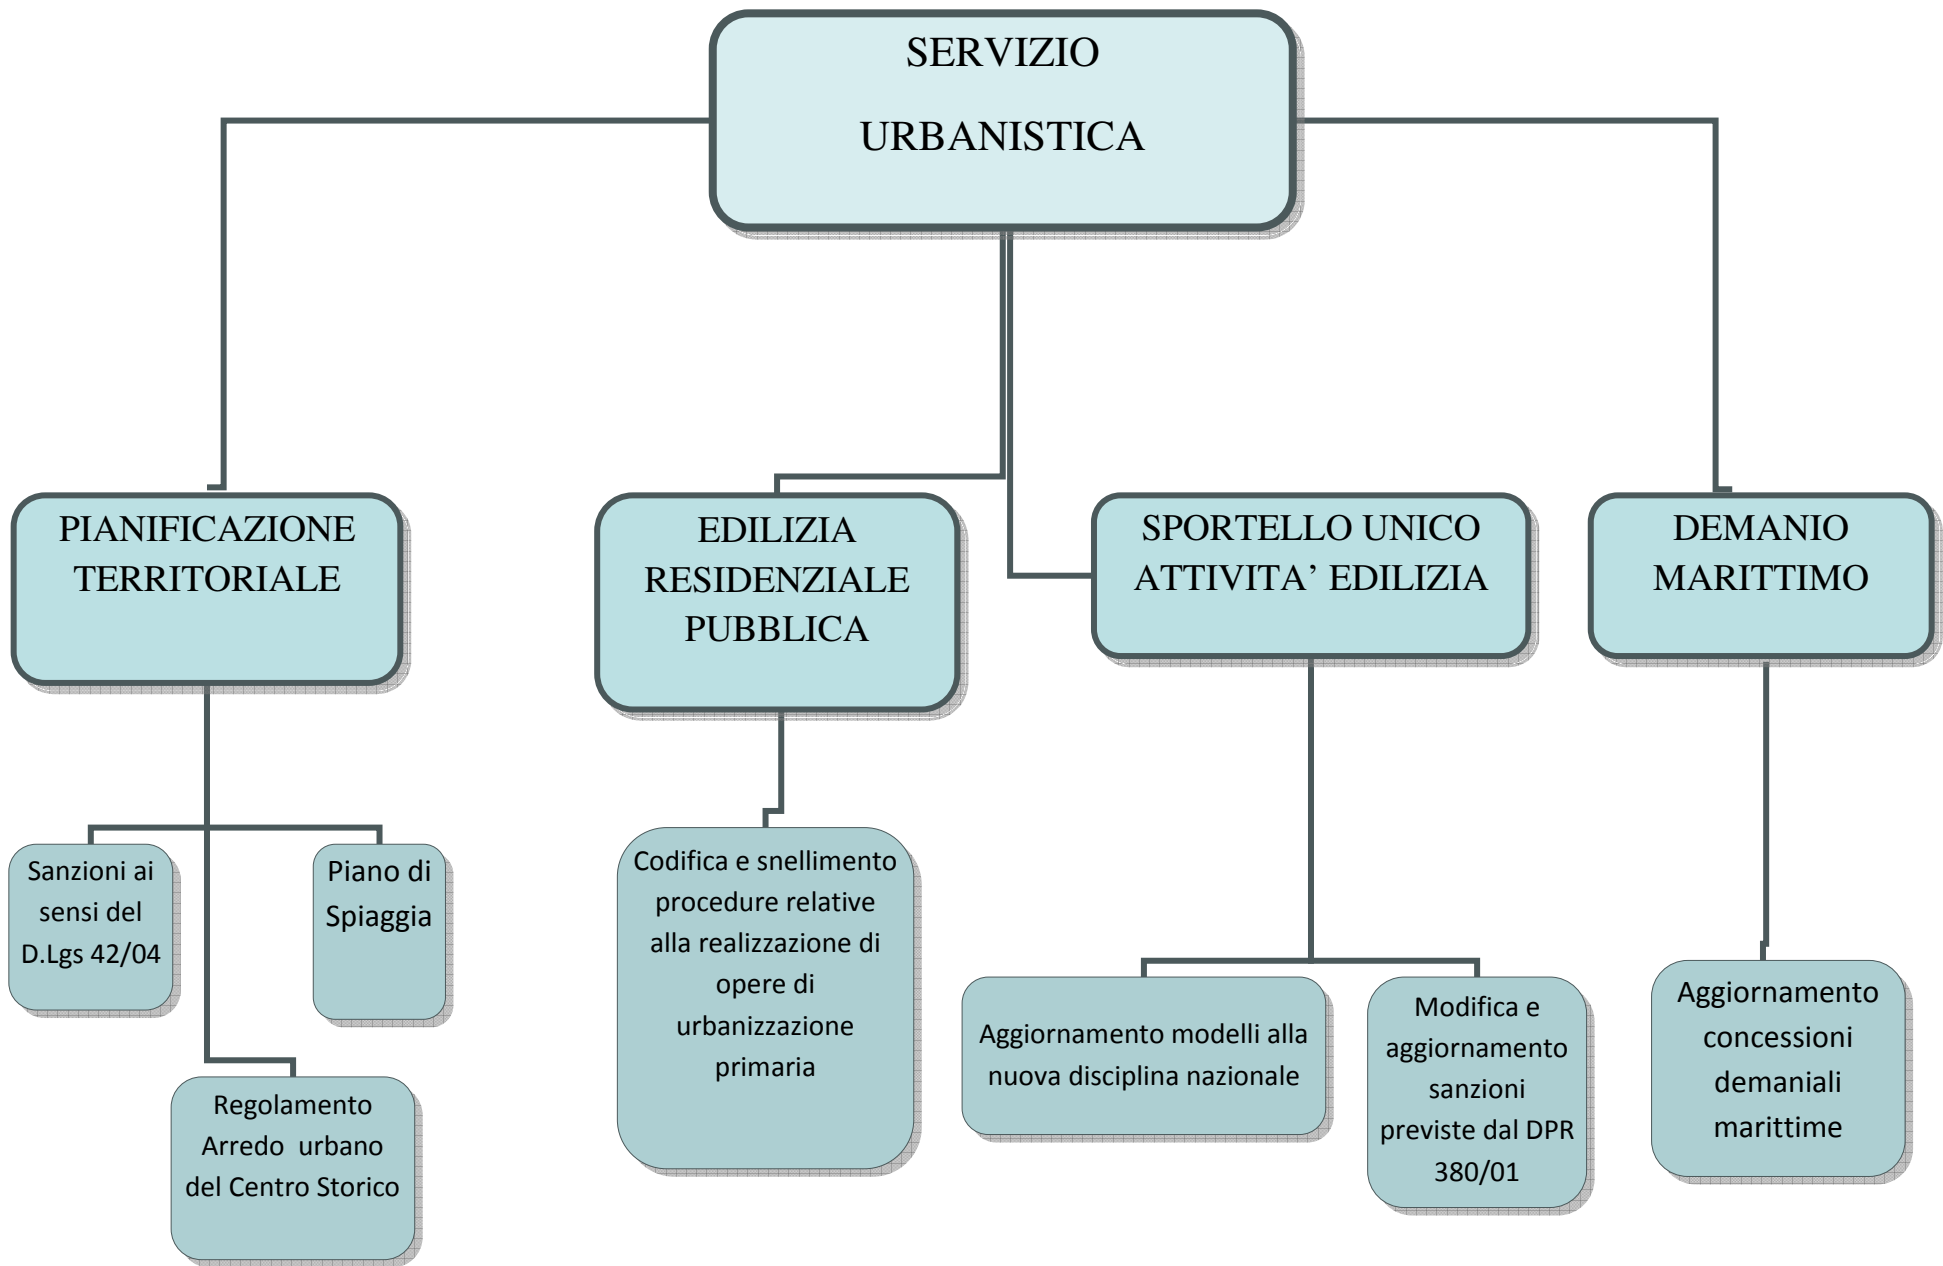 SERVIZIO
URBANISTICA
PIANIFICAZIONE
TERRITORIALE
EDILIZIA
RESIDENZIALE
PUBBLICA
SPORTELLO UNICO
ATTIVITA’ EDILIZIA
DEMANIO
MARITTIMO
Sanzioni ai
sensi del
D.Lgs 42/04
Piano di
Spiaggia
Regolamento
Arredo  urbano
del Centro Storico
Codifica e snellimento
procedure relative
alla realizzazione di
opere di
urbanizzazione
primaria
Aggiornamento modelli alla
nuova disciplina nazionale
Modifica e
aggiornamento
sanzioni
previste dal DPR
380/01
Aggiornamento
concessioni
demaniali
marittime